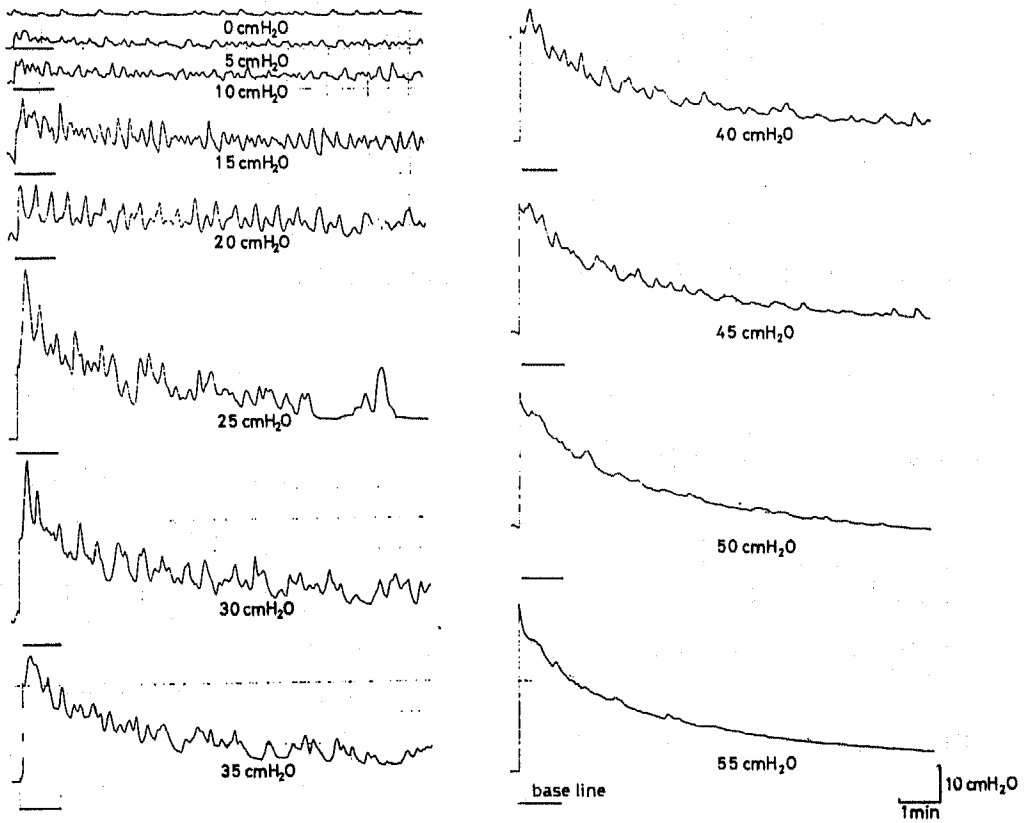 0 cmH₂O
5 cmH₂O
10 cmH₂O
15 cmH₂O
20 cmH₂O
25 cmH₂O
30 cmH₂O
35 cmH₂O
40 cmH₂O
45 cmH₂O
50 cmH₂O
55 cmH₂O
base line
10 cmH₂O
1min